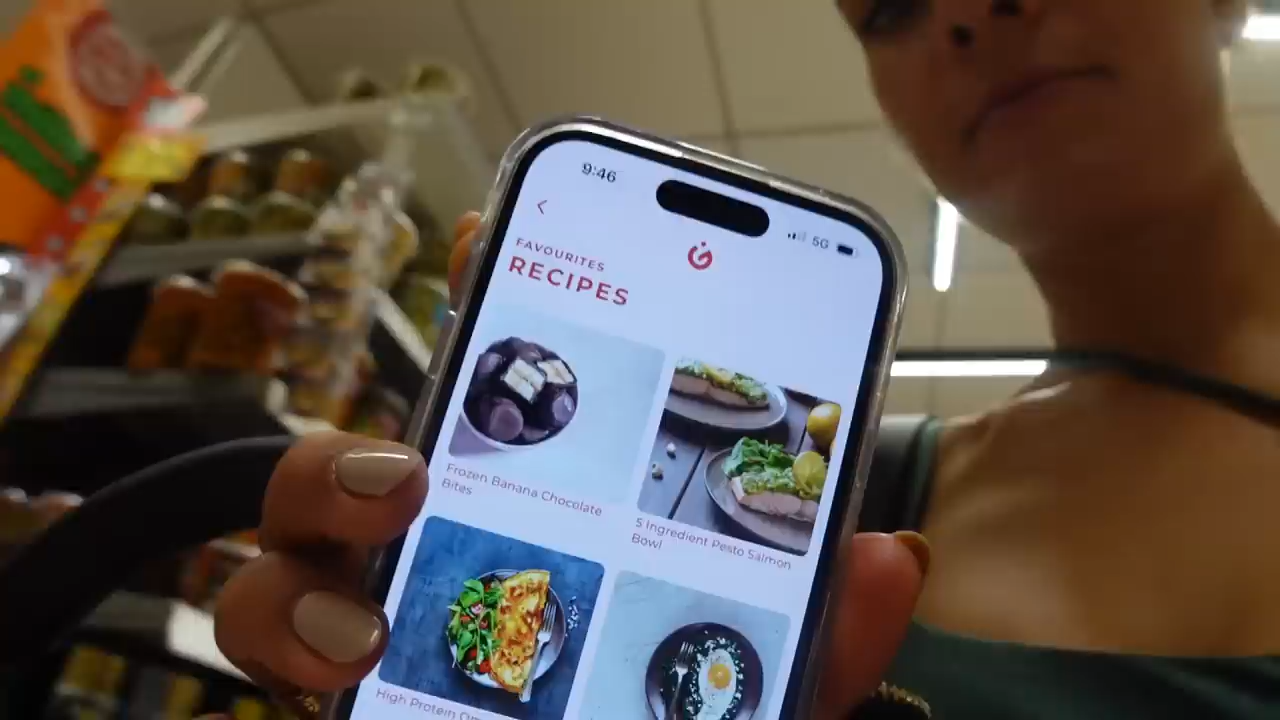 9:46
5G
FAVOURITES
RECIPES
Frozen Banana Chocolate
Bites
5 Ingredient Pesto Salmon
Bowl
High Protein